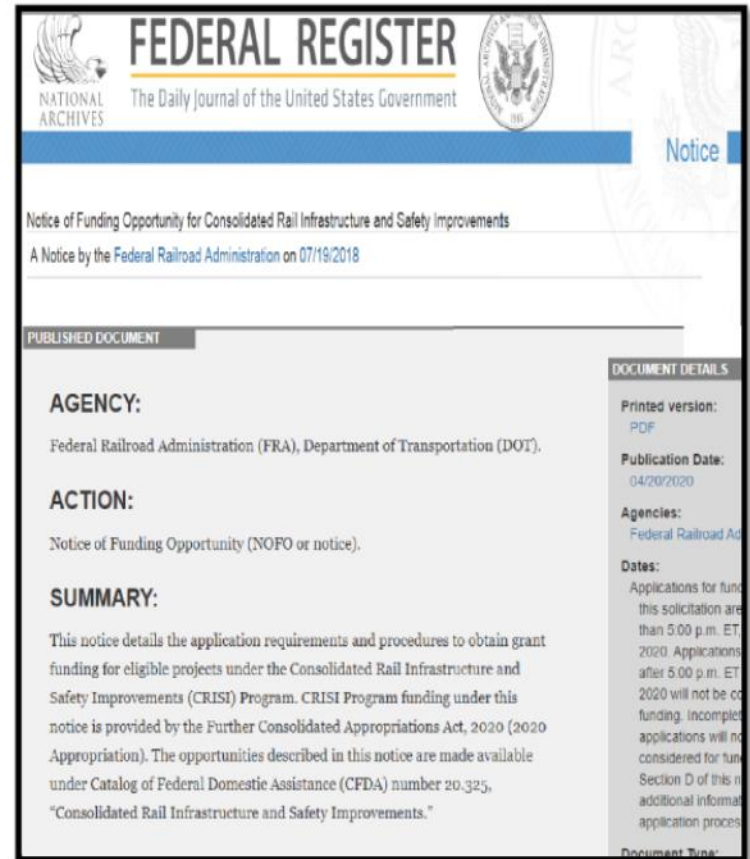 FEDERAL REGISTER
The Daily Journal of the United States Government
NATIONAL
ARCHIVES
Notice
Notice of Funding Opportunity for Consolidated Rail Infrastructure and Safety Improvements
A Notice by the Federal Railroad Administration on 07/19/2018
PUBLISHED DOCUMENT
AGENCY:
Federal Railroad Administration (FRA), Department of Transportation (DOT).
ACTION:
Notice of Funding Opportunity (NOFO or notice).
SUMMARY:
This notice details the application requirements and procedures to obtain grant
funding for eligible projects under the Consolidated Rail Infrastructure and
Safety Improvements (CRISI) Program. CRISI Program funding under this
notice is provided by the Further Consolidated Appropriations Act, 2020 (2020
Appropriation). The opportunities described in this notice are made available
under Catalog of Federal Domestic Assistance (CFDA) number 20.325,
“Consolidated Rail Infrastructure and Safety Improvements.”
DOCUMENT DETAILS
Printed version:
PDF
Publication Date:
04/20/2020
Agencies:
Federal Railroad Ad
Dates:
Applications for fund
this solicitation are
than 5:00 p.m. ET,
2020. Applications
after 5:00 p.m. ET
2020 will not be co
funding. Incomplet
applications will no
considered for fun
Section D of this n
additional informat
application proces
Document Type: